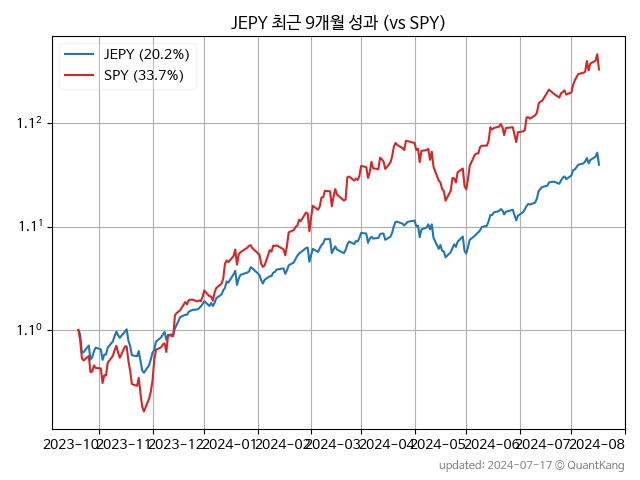 JEPY 최근 9개월 성과 (vs SPY)
JEPY (20.2%)
SPY (33.7%)
1.1²
1.1¹
1.1⁰
2023-10 2023-11 2023-12 2024-01 2024-02 2024-03 2024-04 2024-05 2024-06 2024-07 2024-08
updated: 2024-07-17 © QuantKang